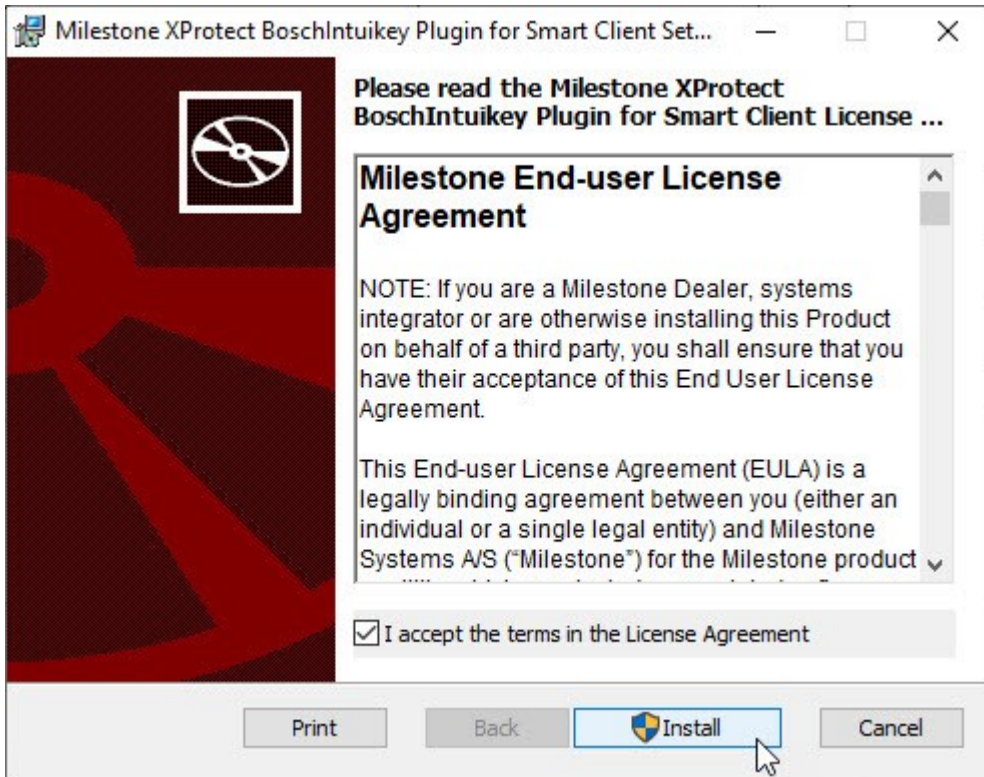 Milestone XProtect BoschIntuikey Plugin for Smart Client Set...
Please read the Milestone XProtect
BoschIntuikey Plugin for Smart Client License ...
Milestone End-user License
Agreement
NOTE: If you are a Milestone Dealer, systems
integrator or are otherwise installing this Product
on behalf of a third party, you shall ensure that you
have their acceptance of this End User License
Agreement.
This End-user License Agreement (EULA) is a
legally binding agreement between you (either an
individual or a single legal entity) and Milestone
Systems A/S (“Milestone”) for the Milestone product
I accept the terms in the License Agreement
Print
Back
Install
Cancel